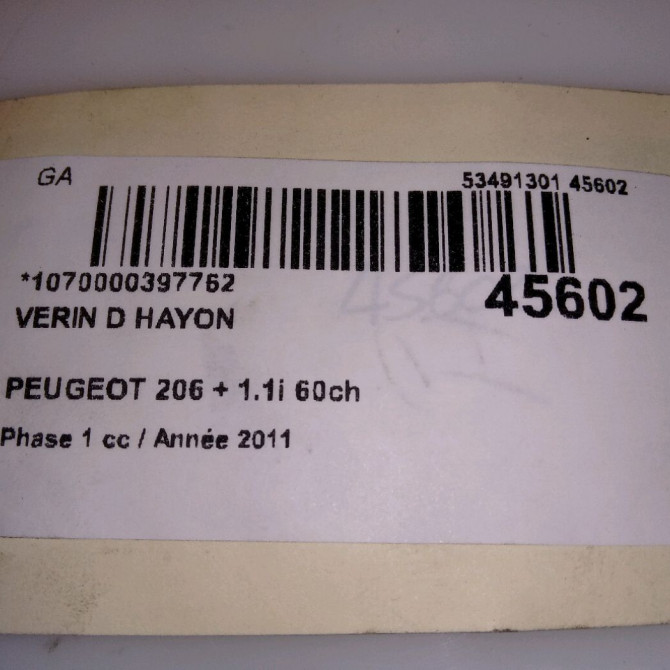 GA
53491301 45602
*1070000397762
45602
VERIN D HAYON
PEUGEOT 206 + 1.1i 60ch
Phase 1 cc / Année 2011